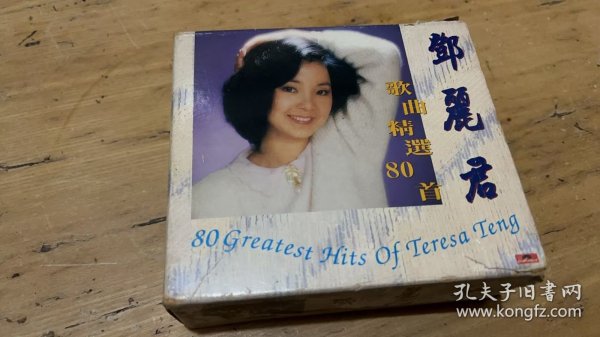 鄧麗君
歌曲精選80首
80 Greatest Hits Of Teresa Teng
孔夫子旧書网
www.kongfz.com